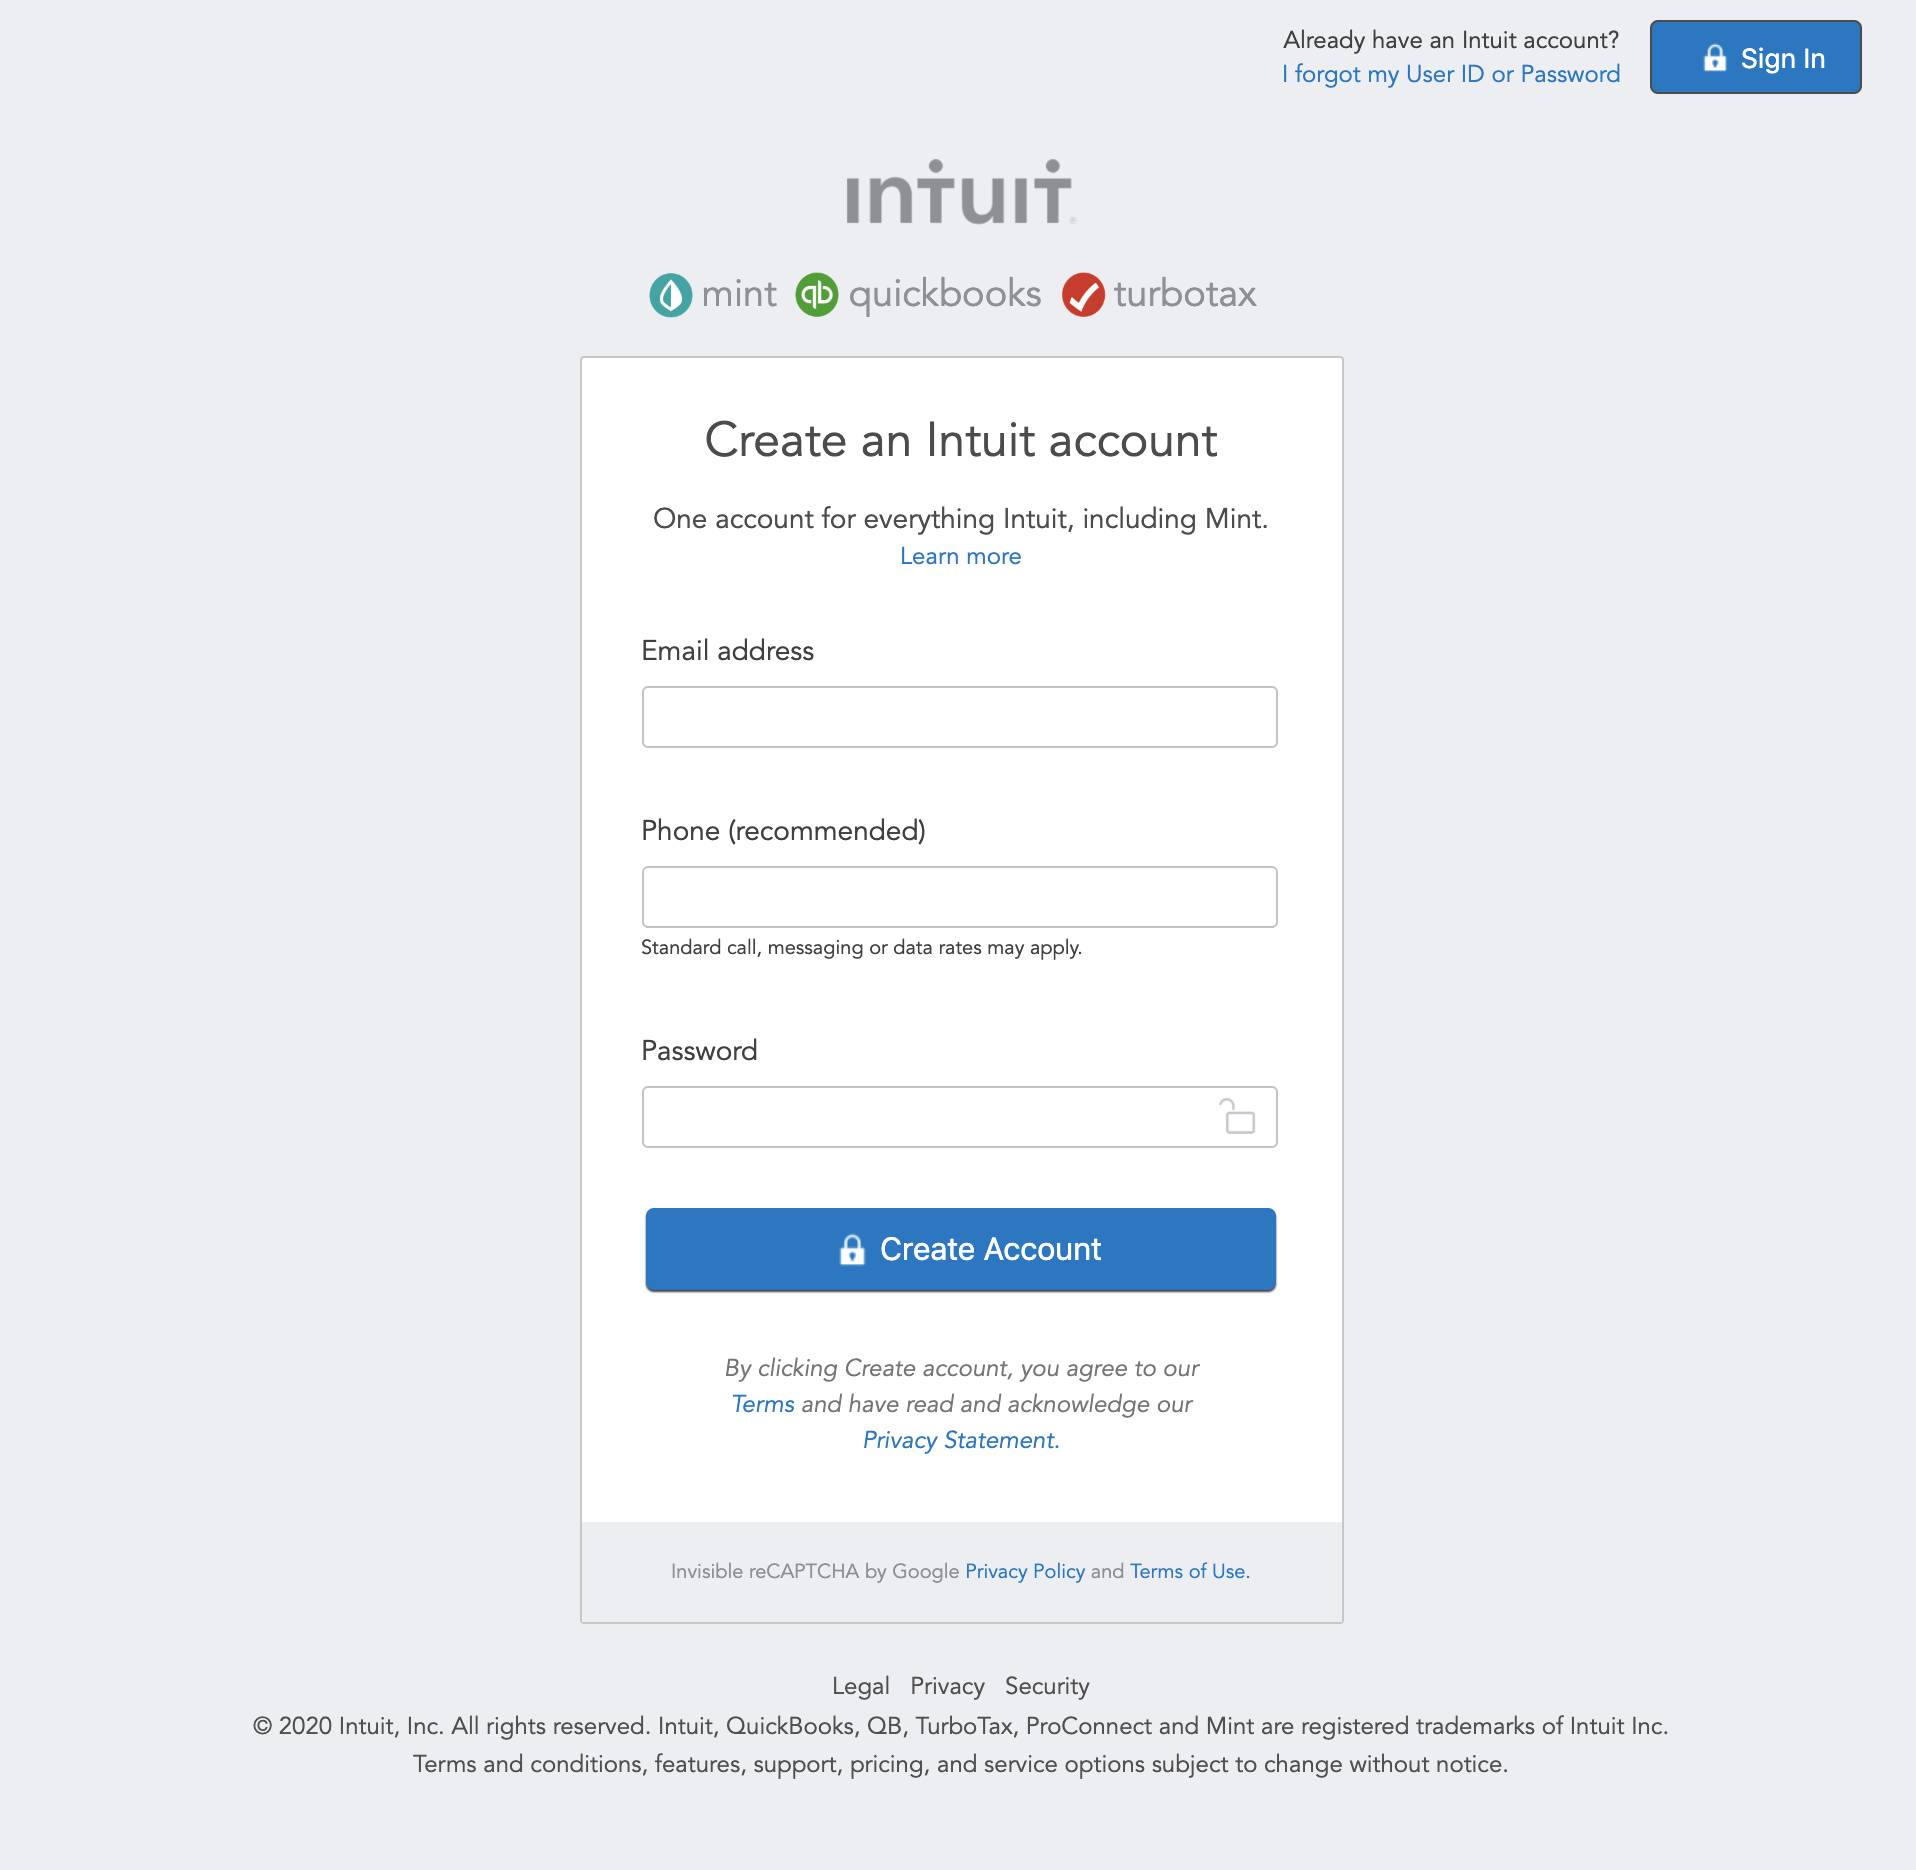 Already have an Intuit account?
I forgot my User ID or Password
Sign In
intuit
mint quickbooks turbotax
Create an Intuit account
One account for everything Intuit, including Mint.
Learn more
Email address
Phone (recommended)
Standard call, messaging or data rates may apply.
Password
Create Account
By clicking Create account, you agree to our
Terms and have read and acknowledge our
Privacy Statement.
Invisible reCAPTCHA by Google Privacy Policy and Terms of Use.
Legal Privacy Security
© 2020 Intuit, Inc. All rights reserved. Intuit, QuickBooks, QB, TurboTax, ProConnect and Mint are registered trademarks of Intuit Inc.
Terms and conditions, features, support, pricing, and service options subject to change without notice.